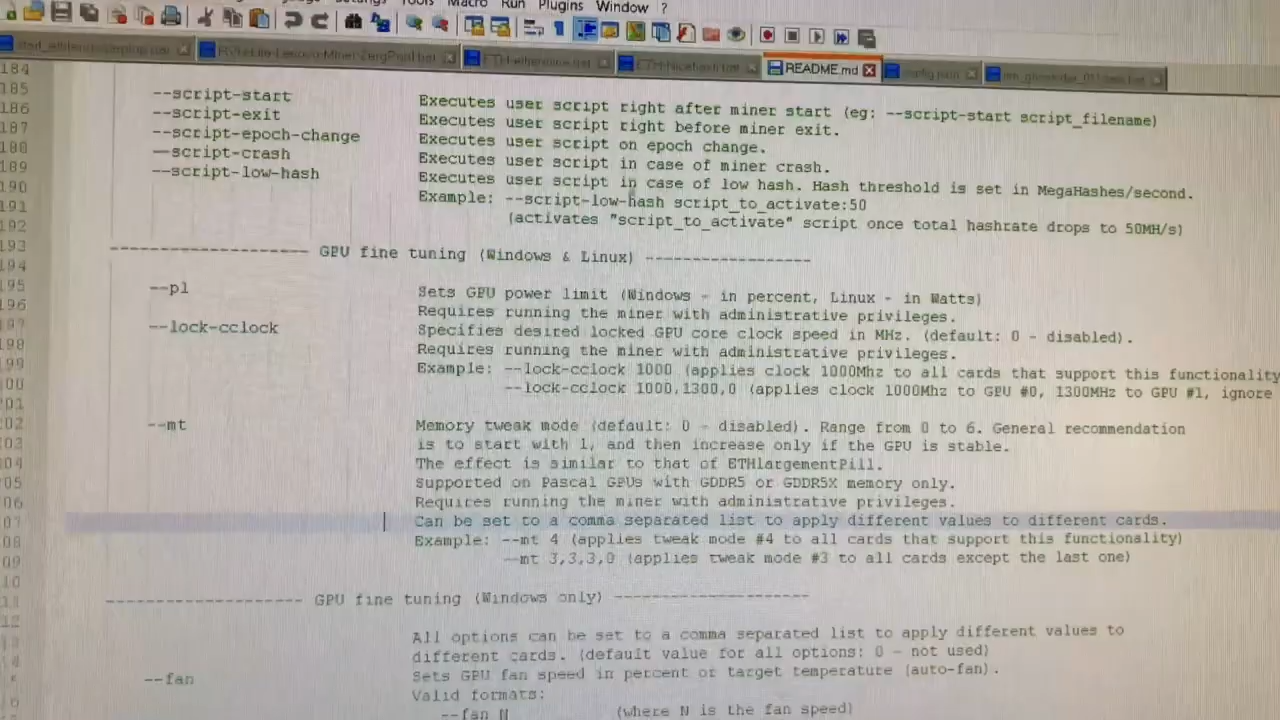 Tools Macro Run Plugins Window ?
README.md
184
185 --script-start Executes user script right after miner start (eg: --script-start script_filename)
186 --script-exit Executes user script right before miner exit.
187 --script-epoch-change Executes user script on epoch change.
188 --script-crash Executes user script in case of miner crash.
189 --script-low-hash Executes user script in case of low hash. Hash threshold is set in MegaHashes/second.
190 Example: --script-low-hash script_to_activate:50
191 (activates "script_to_activate" script once total hashrate drops to 50MH/s)
192
193 ------------------- GPU fine tuning (Windows & Linux) ------------------
194
195 --pl Sets GPU power limit (Windows - in percent, Linux - in Watts)
196 Requires running the miner with administrative privileges.
197 --lock-cclock Specifies desired locked GPU core clock speed in MHz. (default: 0 - disabled).
198 Requires running the miner with administrative privileges.
199 Example: --lock-cclock 1000 (applies clock 1000Mhz to all cards that support this functionality
00 --lock-cclock 1000,1300,0 (applies clock 1000Mhz to GPU #0, 1300MHz to GPU #1, ignore
01
02 --mt Memory tweak mode (default: 0 - disabled). Range from 0 to 6. General recommendation
03 is to start with 1, and then increase only if the GPU is stable.
04 The effect is similar to that of ETHlargementPill.
05 Supported on Pascal GPUs with GDDR5 or GDDR5X memory only.
06 Requires running the miner with administrative privileges.
07 Can be set to a comma separated list to apply different values to different cards.
08 Example: --mt 4 (applies tweak mode #4 to all cards that support this functionality)
09 --mt 3,3,3,0 (applies tweak mode #3 to all cards except the last one)
10
11 ------------------- GPU fine tuning (Windows only) ------------------
12
13 All options can be set to a comma separated list to apply different values to
different cards. (default value for all options: 0 - not used)
--fan Sets GPU fan speed in percent or target temperature (auto-fan).
Valid formats:
--fan N (where N is the fan speed)